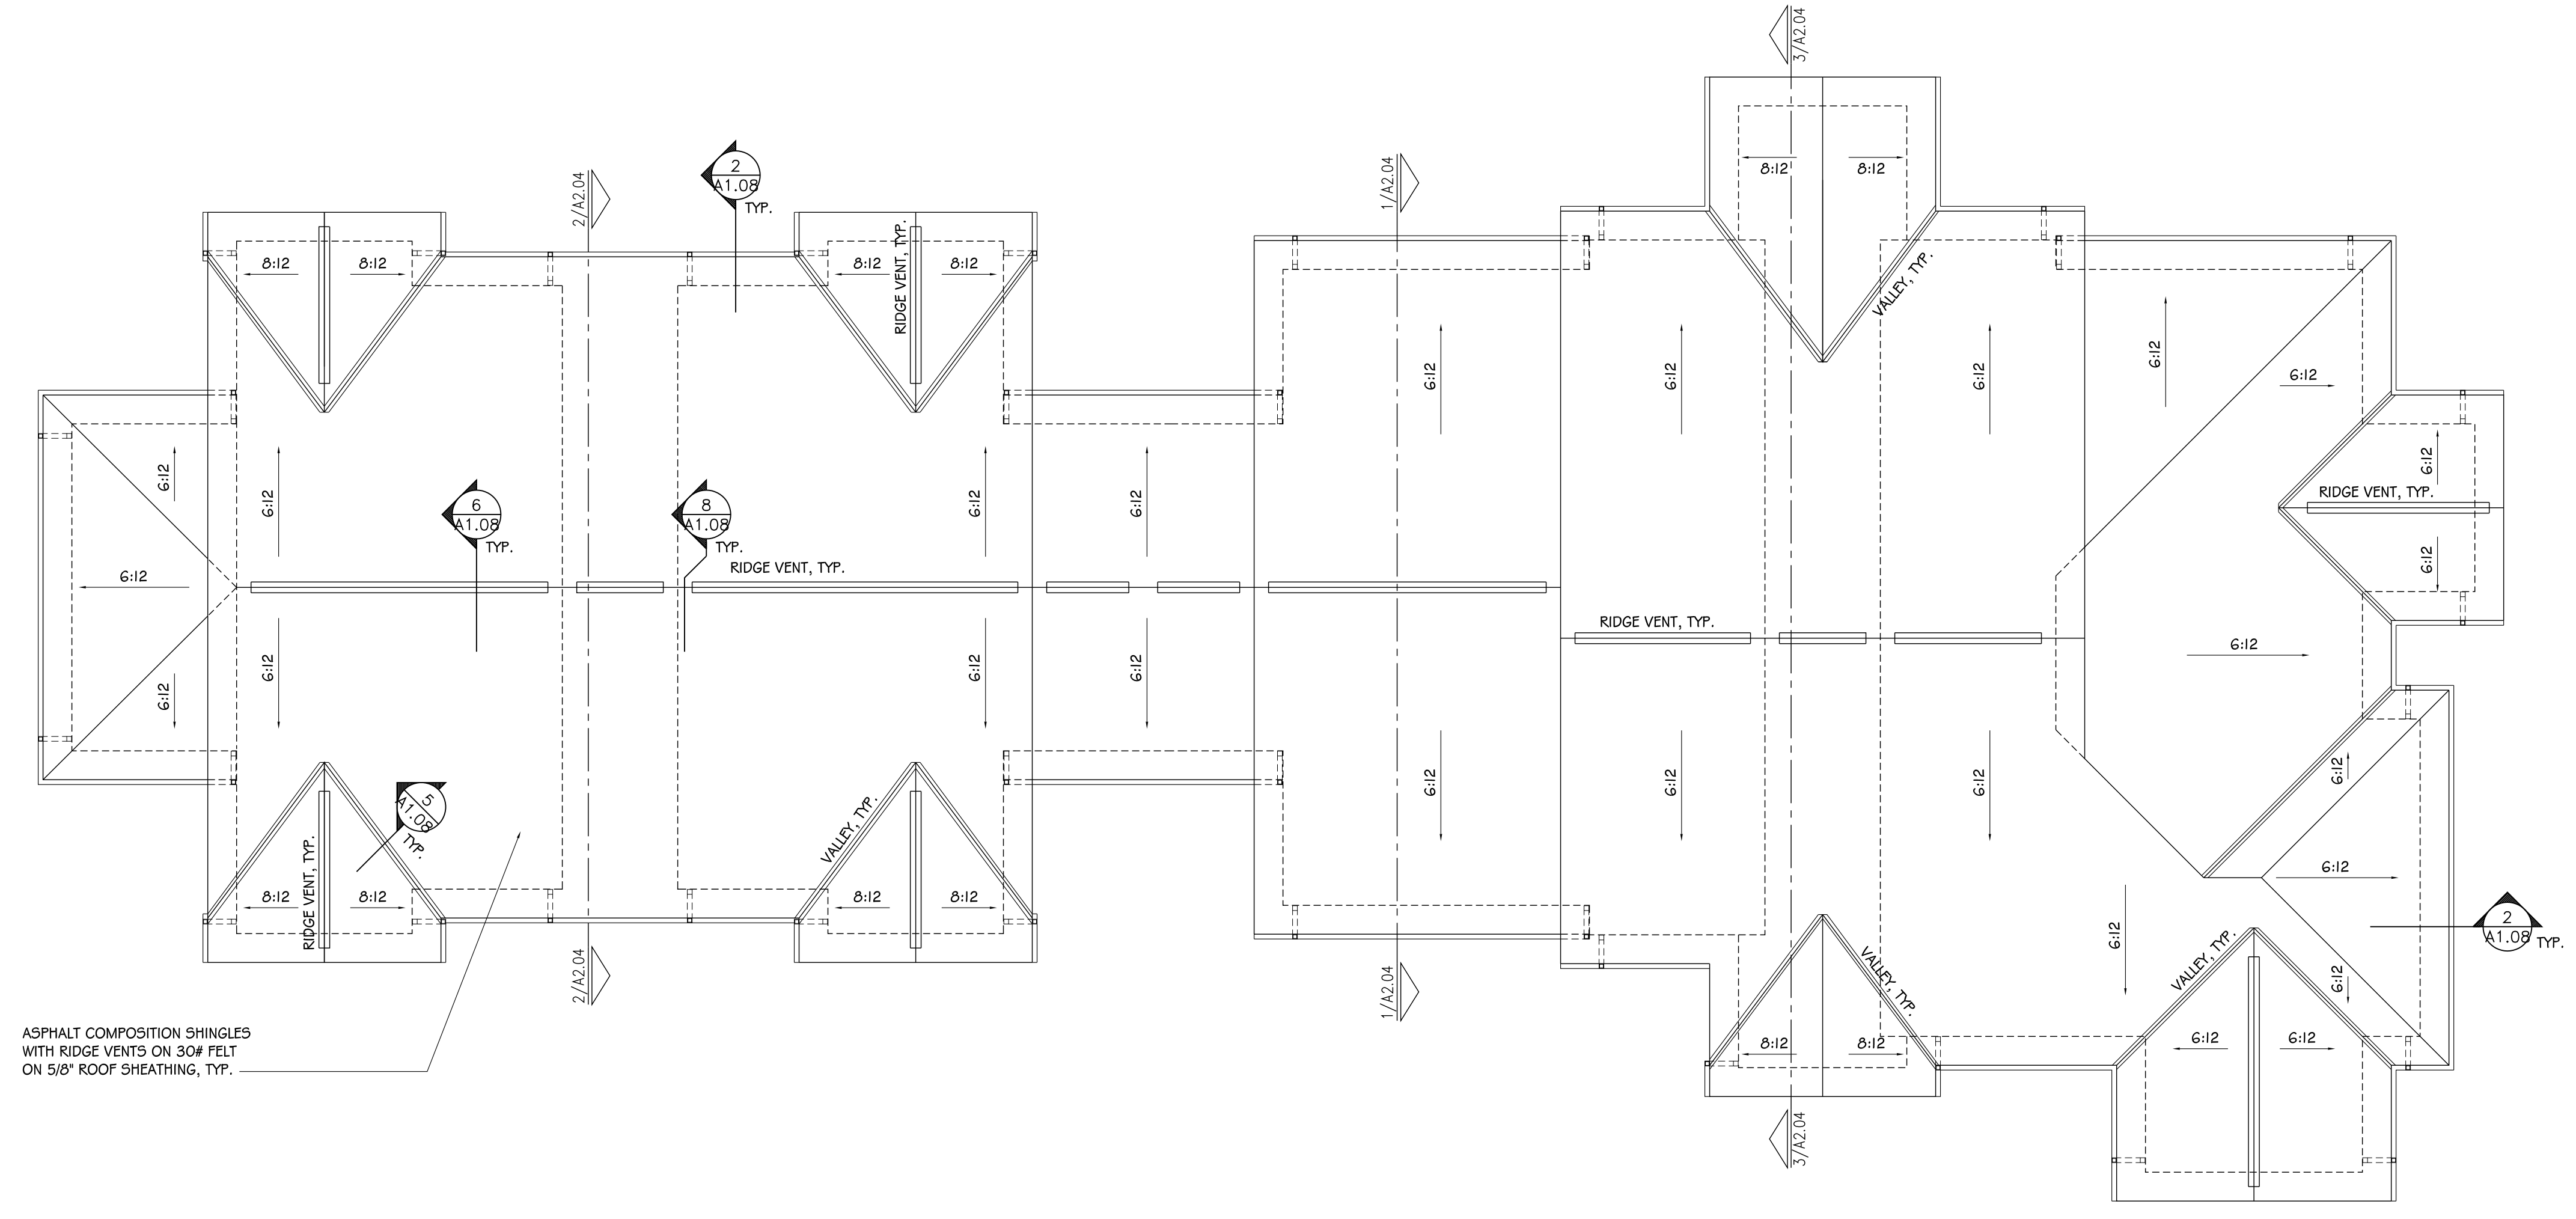 3/A2.04
2
A1.08
TYP.
2/A2.04
1/A2.04
8:12
8:12
8:12
8:12
RIDGE VENT, TYP.
8:12
8:12
VALLEY, TYP.
6:12
6:12
6:12
6:12
6:12
6:12
6:12
6:12
6:12
6:12
6:12
RIDGE VENT, TYP.
6:12
6
A1.08
TYP.
8
A1.08
TYP.
RIDGE VENT, TYP.
6:12
RIDGE VENT, TYP.
6:12
6:12
6:12
6:12
6:12
6:12
6:12
6:12
6:12
5
A1.08
TYP.
VALLEY, TYP.
RIDGE VENT, TYP.
8:12
8:12
8:12
8:12
6:12
6:12
VALLEY, TYP.
VALLEY, TYP.
6:12
2
A1.08
TYP.
8:12
8:12
6:12
6:12
2/A2.04
1/A2.04
3/A2.04
ASPHALT COMPOSITION SHINGLES
WITH RIDGE VENTS ON 30# FELT
ON 5/8" ROOF SHEATHING, TYP.